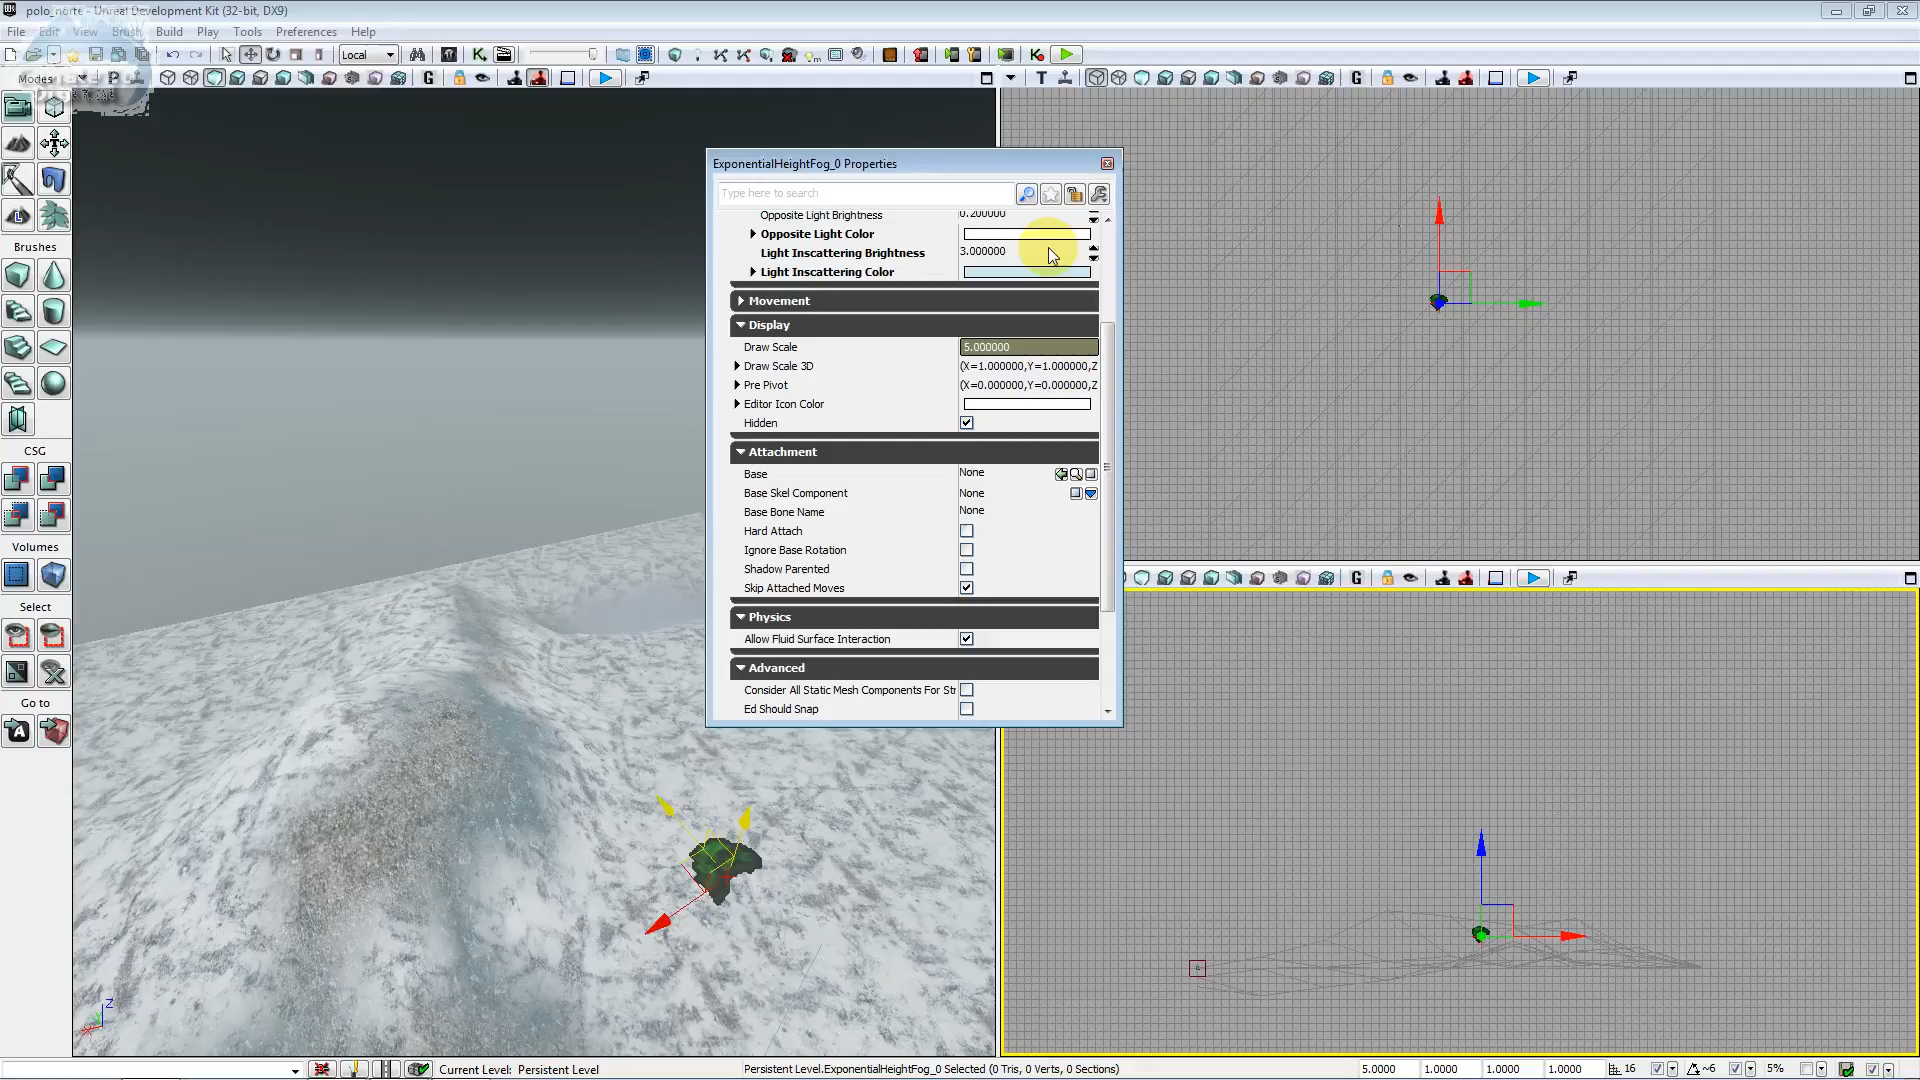 polo_norte - Unreal Development Kit (32-bit, DX9)
File Edit View Brush Build Play Tools Preferences Help
Local
Modes
P
G
T
G
Brushes
CSG
Volumes
Select
Go to
ExponentialHeightFog_0 Properties
Type here to search
Opposite Light Brightness 0.200000
Opposite Light Color
Light Inscattering Brightness 3.000000
Light Inscattering Color
Movement
Display
Draw Scale 5.000000
Draw Scale 3D (X=1.000000,Y=1.000000,Z
Pre Pivot (X=0.000000,Y=0.000000,Z
Editor Icon Color
Hidden
Attachment
Base None
Base Skel Component None
Base Bone Name None
Hard Attach
Ignore Base Rotation
Shadow Parented
Skip Attached Moves
Physics
Allow Fluid Surface Interaction
Advanced
Consider All Static Mesh Components For Str
Ed Should Snap
G
Z
X
Current Level: Persistent Level
Persistent Level.ExponentialHeightFog_0 Selected (0 Tris, 0 Verts, 0 Sections)
5.0000 1.0000 1.0000 1.0000 16 ~6 5%